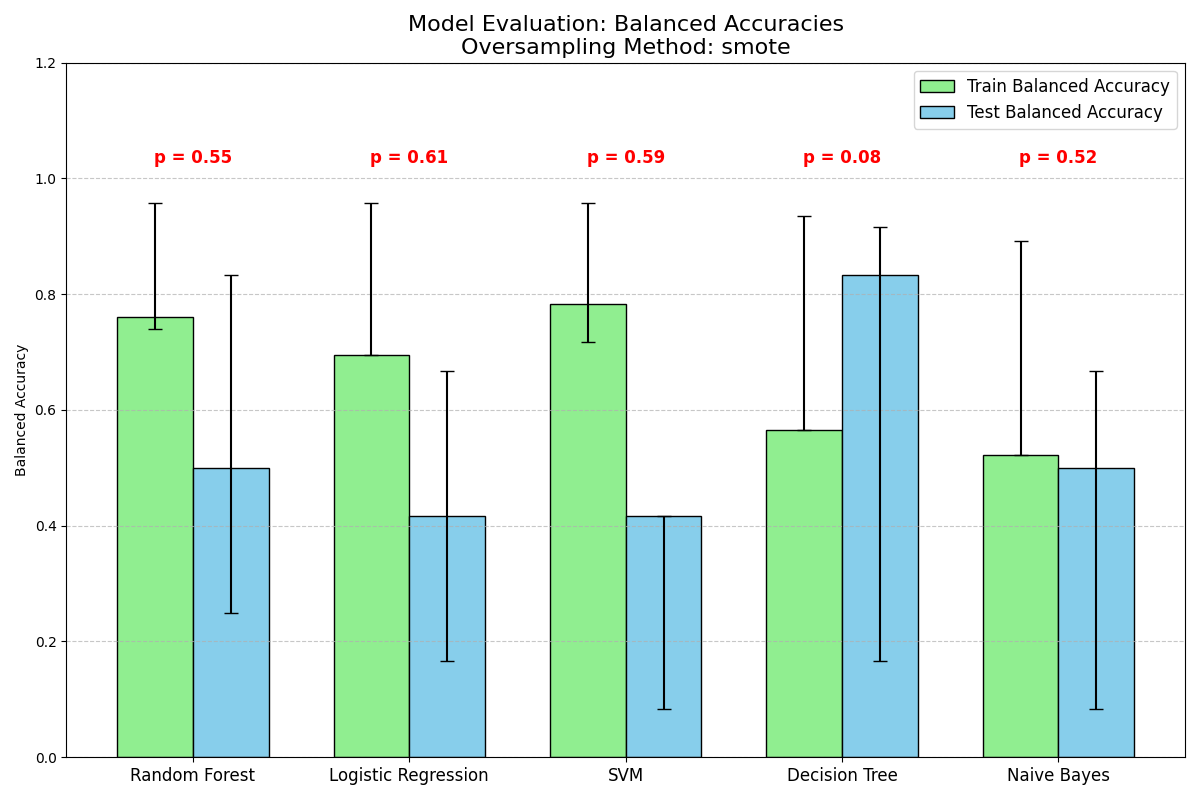 Model Evaluation: Balanced Accuracies
Oversampling Method: smote
Train Balanced Accuracy
Test Balanced Accuracy
p = 0.55
p = 0.61
p = 0.59
p = 0.08
p = 0.52
Balanced Accuracy
1.2
1.0
0.8
0.6
0.4
0.2
0.0
Random Forest
Logistic Regression
SVM
Decision Tree
Naive Bayes